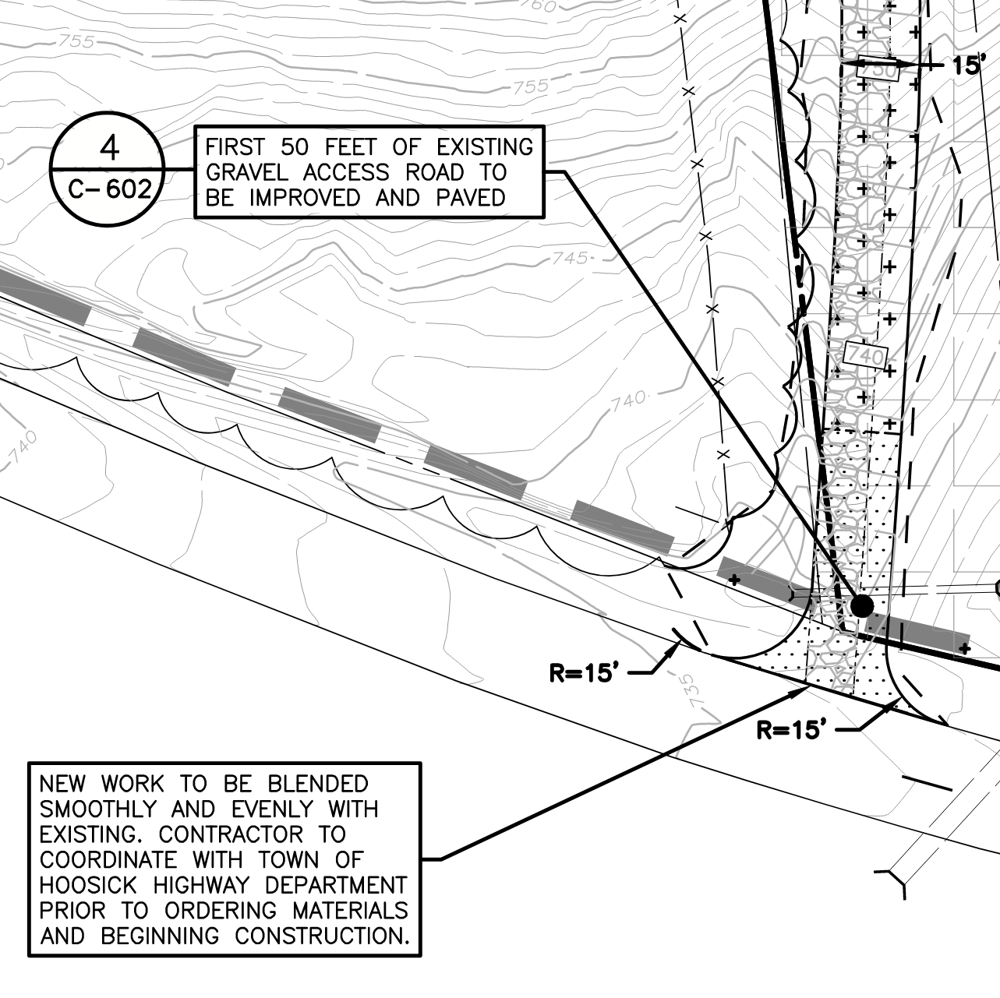 760
755
750
15'
755
4
C-602
FIRST 50 FEET OF EXISTING
GRAVEL ACCESS ROAD TO
BE IMPROVED AND PAVED
745
740
740
740
R=15'
735
R=15'
NEW WORK TO BE BLENDED
SMOOTHLY AND EVENLY WITH
EXISTING. CONTRACTOR TO
COORDINATE WITH TOWN OF
HOOSICK HIGHWAY DEPARTMENT
PRIOR TO ORDERING MATERIALS
AND BEGINNING CONSTRUCTION.